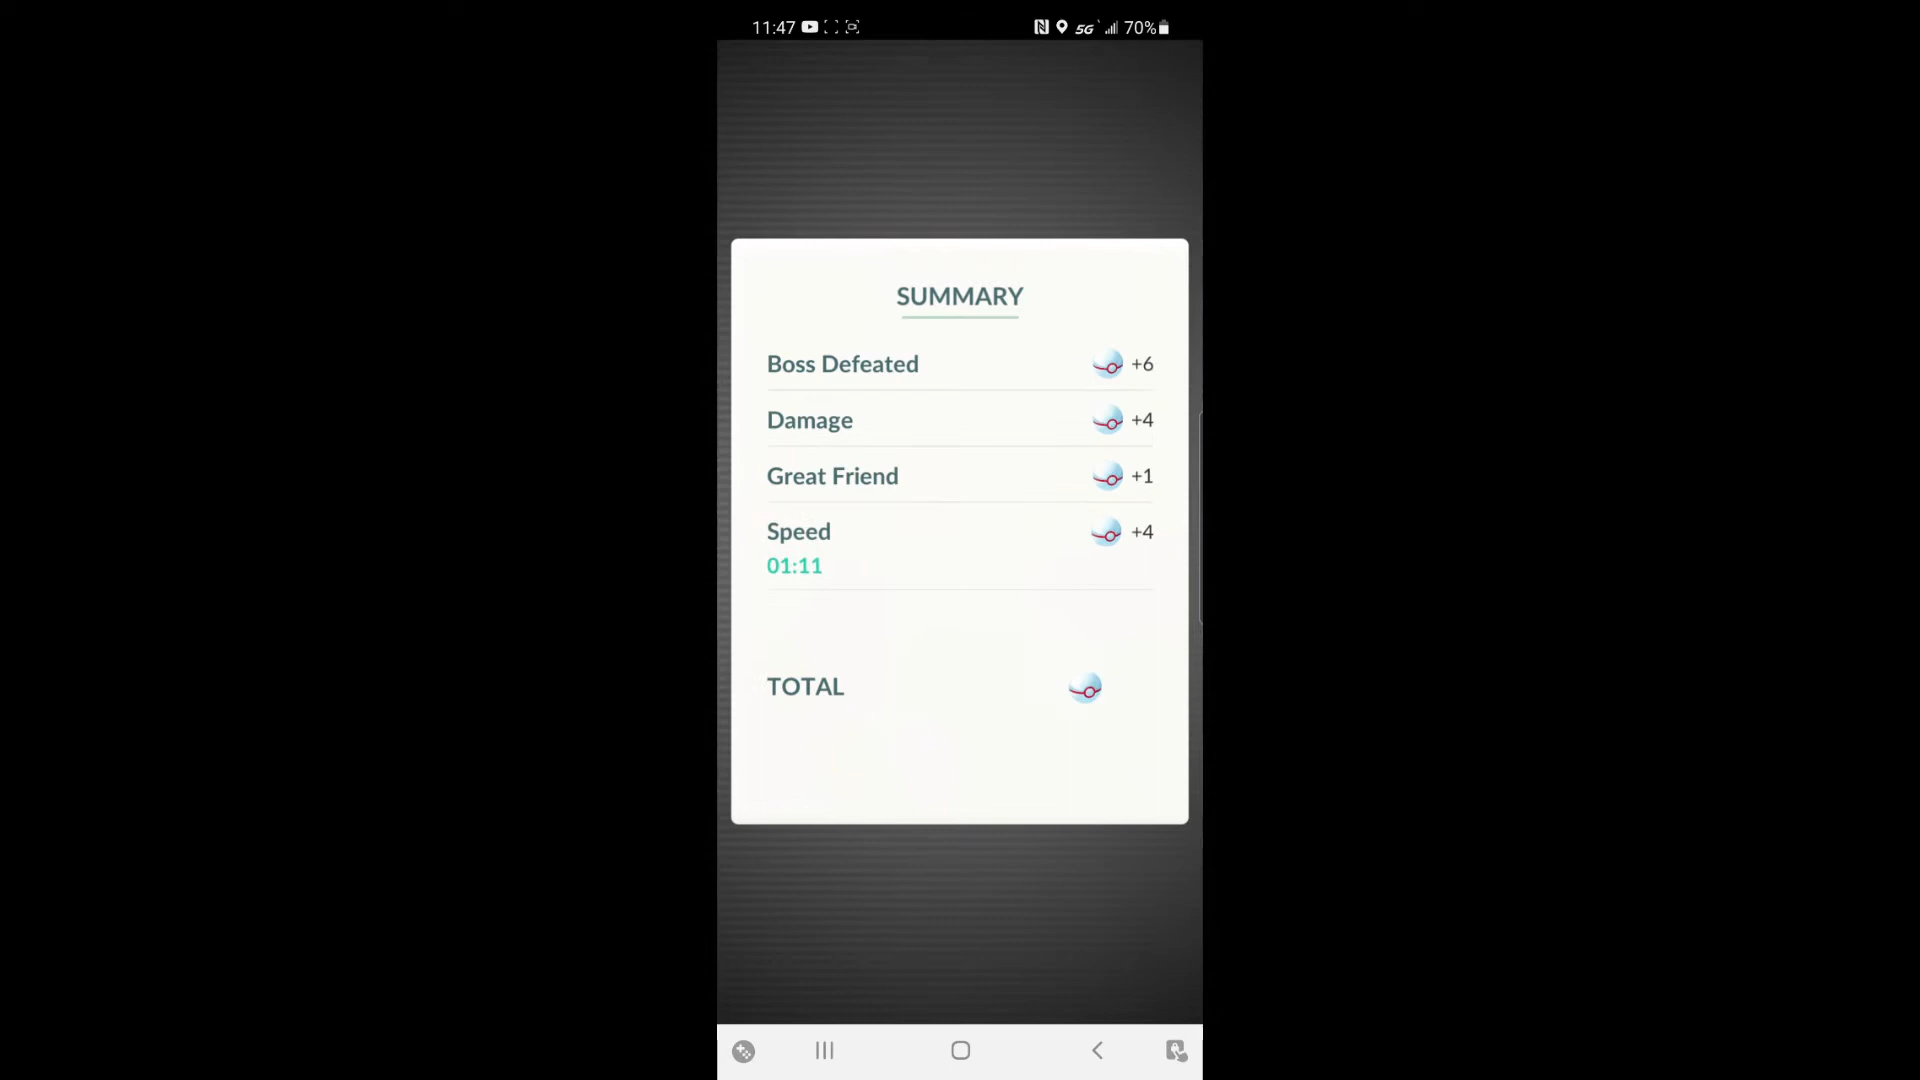 11:47 5G 70%
SUMMARY
Boss Defeated +6
Damage +4
Great Friend +1
Speed +4
01:11
TOTAL